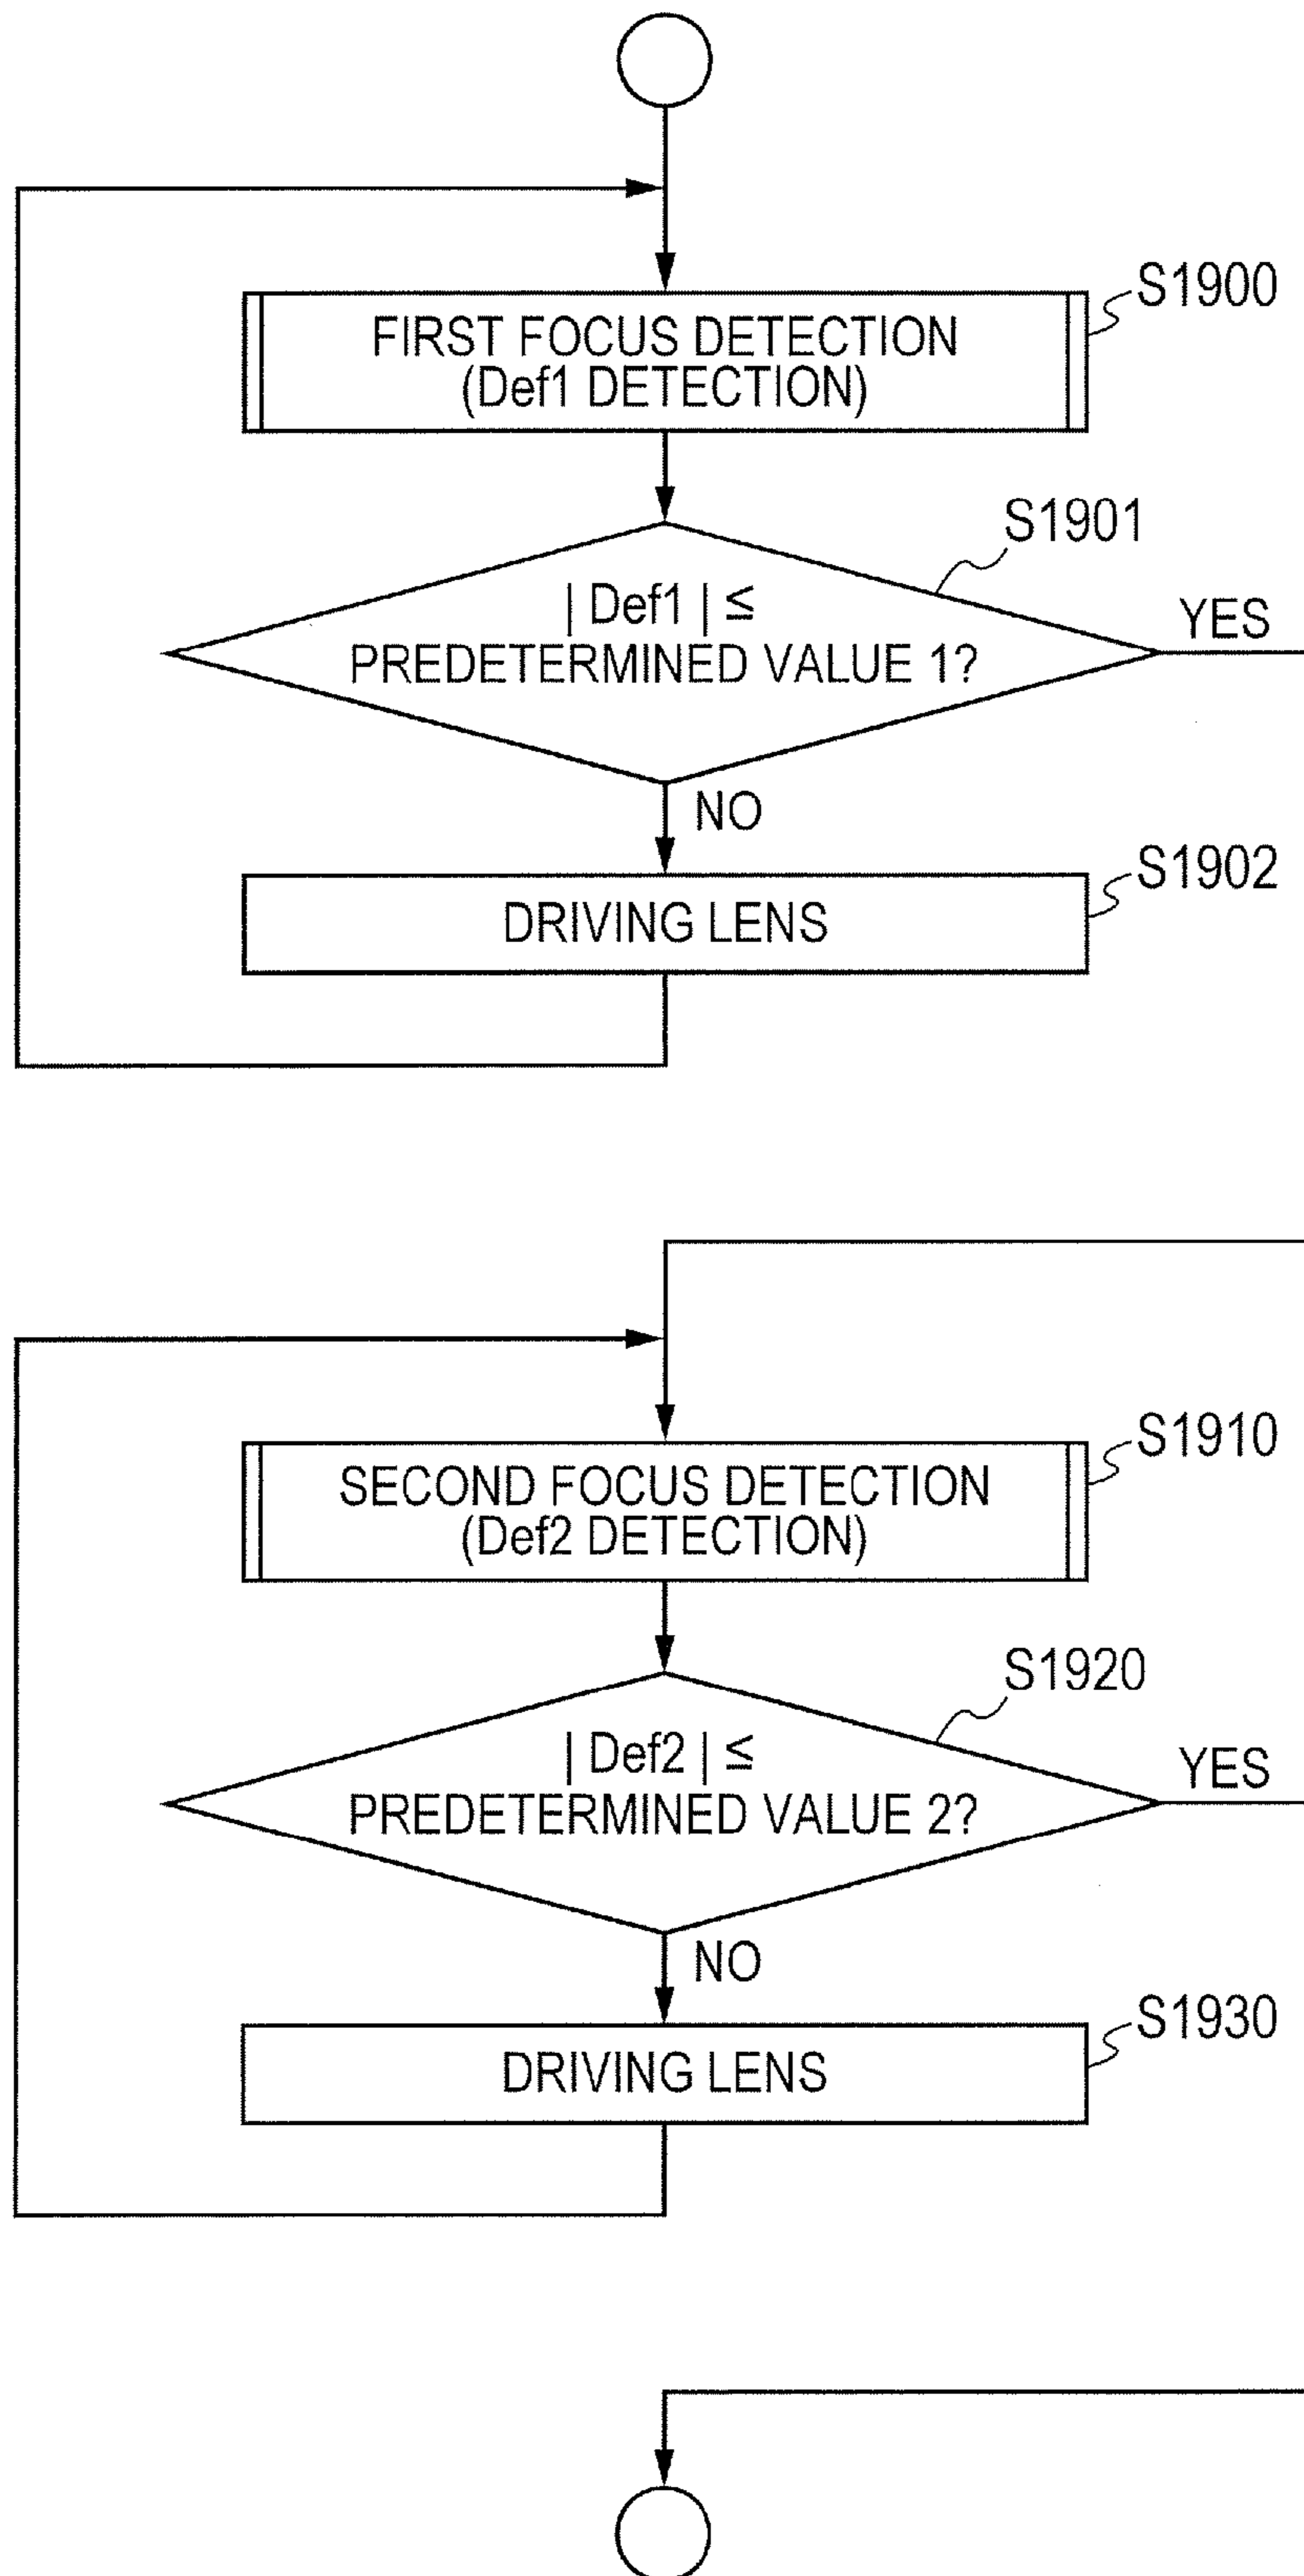 S1900
FIRST FOCUS DETECTION
(Def1 DETECTION)
S1901
| Def1 | ≤
PREDETERMINED VALUE 1?
YES
NO
S1902
DRIVING LENS
S1910
SECOND FOCUS DETECTION
(Def2 DETECTION)
S1920
| Def2 | ≤
PREDETERMINED VALUE 2?
YES
NO
S1930
DRIVING LENS